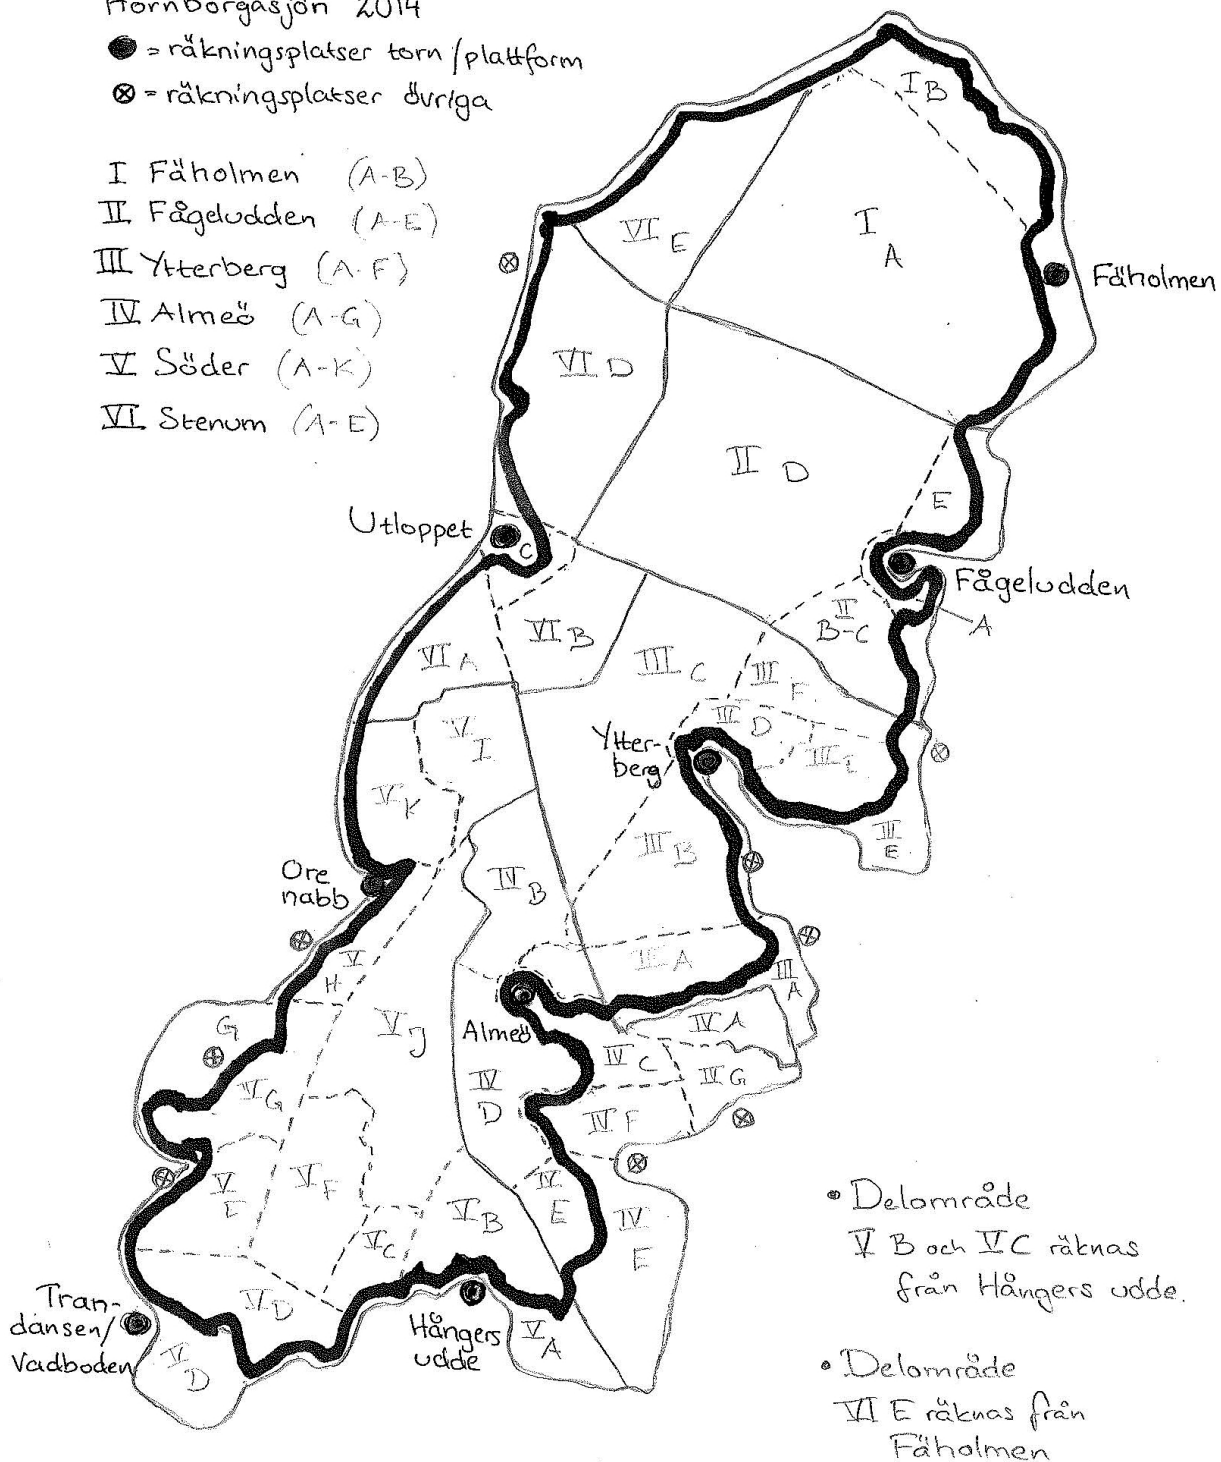 Hornborgasjön 2014
● = räkningsplatser torn/plattform
⊗ = räkningsplatser övriga
I Fäholmen (A-B)
II Fågeludden (A-E)
III Ytterberg (A-F)
IV Almeö (A-G)
V Söder (A-K)
VI Stenum (A-E)
I B
VI E
I A
Fäholmen
VI D
II D
E
Utloppet
C
Fågeludden
A
II B-C
VI B
VI A
III C
III F
III D
III E
V I
Ytter-
berg
V K
III B
III E
IV B
Ore
nabb
V H
III A
III A
G
V J
Almeö
IV A
IV C
IV G
IV D
V G
IV F
V E
V F
IV E
IV E
V B
V C
V D
Tran-
dansen/
Vadboden
V D
Hångers
udde
V A
• Delområde
V B och V C räknas
från Hångers udde.
• Delområde
VI E räknas från
Fäholmen